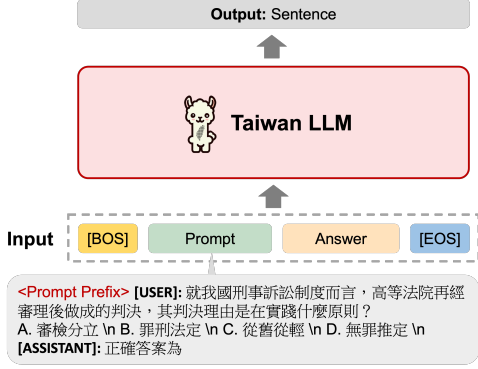 Output: Sentence
Taiwan LLM
Input
[BOS]
Prompt
Answer
[EOS]
<Prompt Prefix> [USER]: 就我國刑事訴訟制度而言，高等法院再經
審理後做成的判決，其判決理由是在實踐什麼原則？
A. 審檢分立 \n B. 罪刑法定 \n C. 從舊從輕 \n D. 無罪推定 \n
[ASSISTANT]: 正確答案為